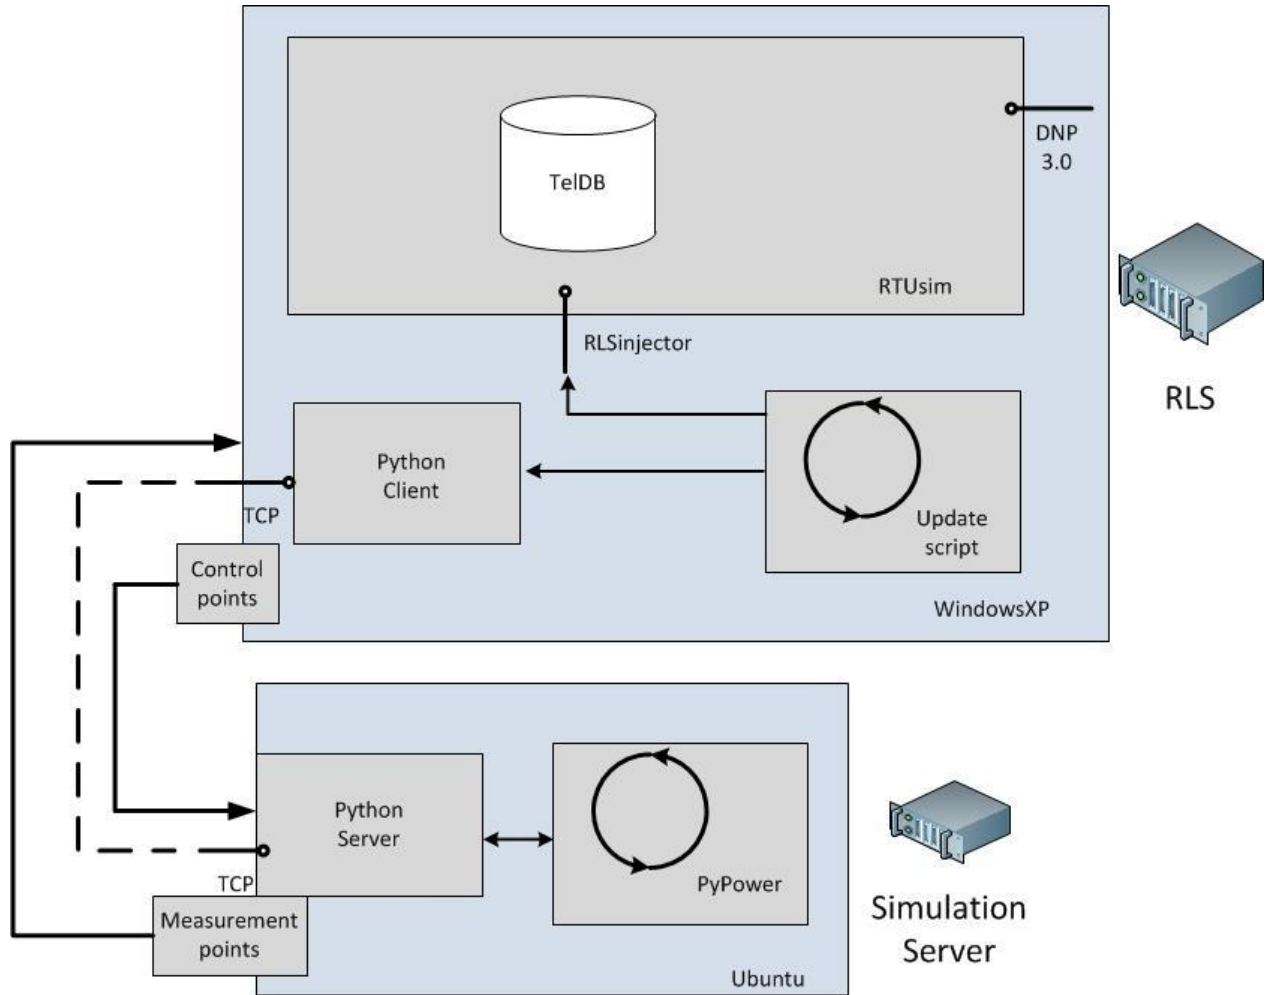 DNP
3.0
TelDB
RTUsim
RLSinjector
RLS
Python
Client
TCP
Update
script
Control
points
WindowsXP
Python
Server
TCP
PyPower
Measurement
points
Simulation
Server
Ubuntu